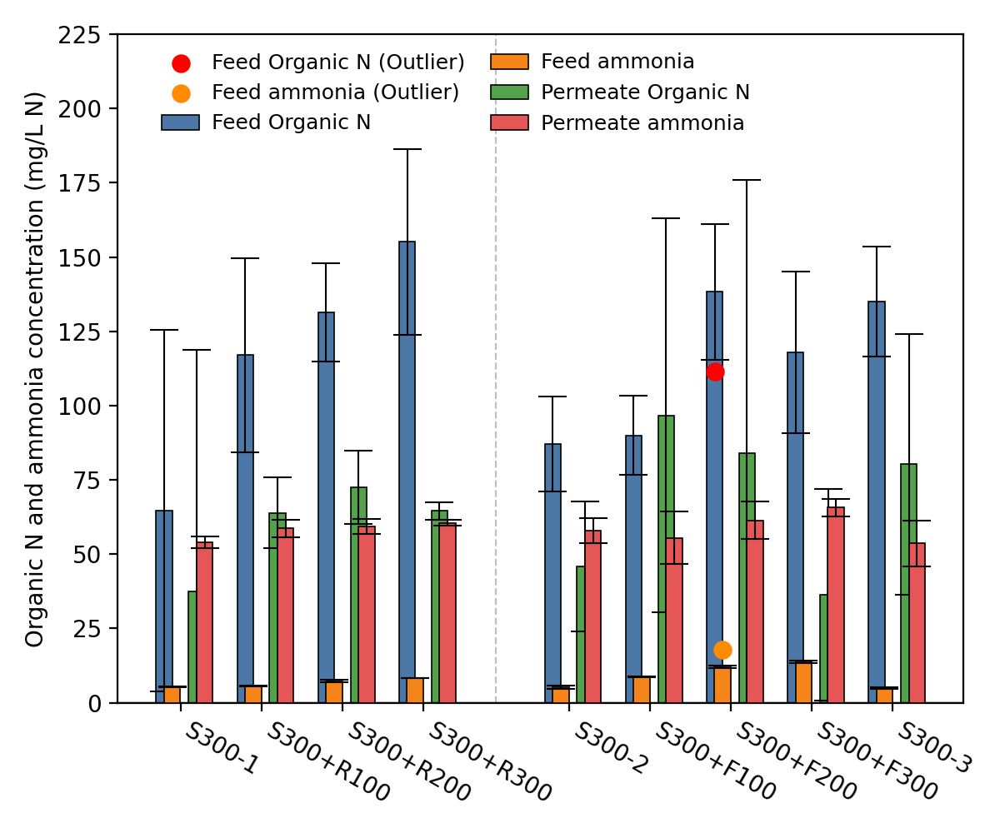 Organic N and ammonia concentration (mg/L N)
225
200
175
150
125
100
75
50
25
0
Feed Organic N (Outlier)
Feed ammonia (Outlier)
Feed Organic N
Feed ammonia
Permeate Organic N
Permeate ammonia
S300-1
S300+R100
S300+R200
S300+R300
S300-2
S300+F100
S300+F200
S300+F300
S300-3